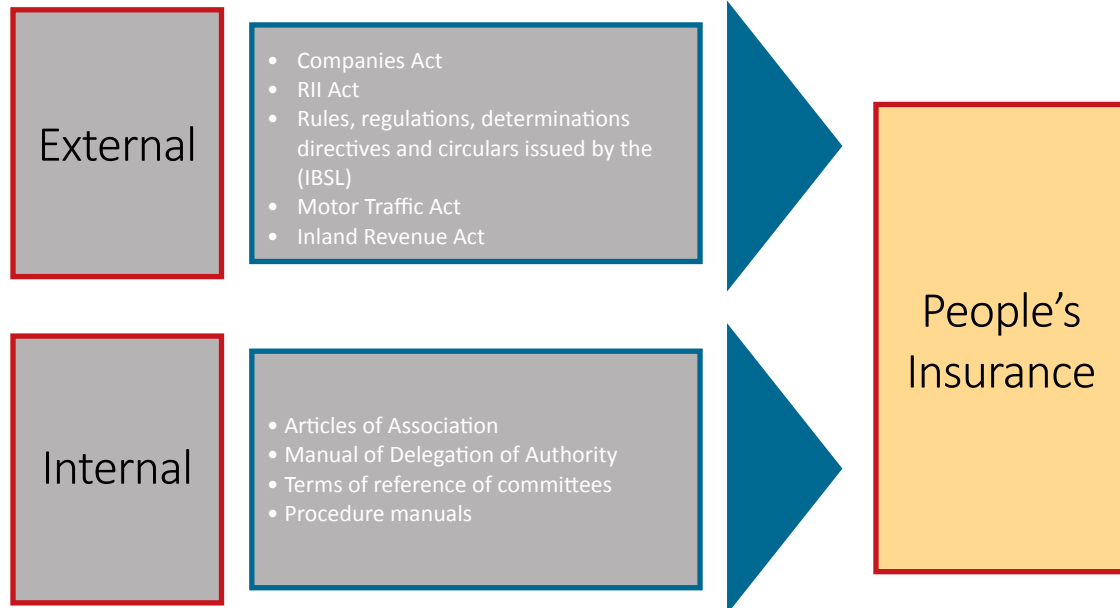 External
• Companies Act
• RII Act
• Rules, regulations, determinations
directives and circulars issued by the
(IBSL)
• Motor Traffic Act
• Inland Revenue Act
Internal
• Articles of Association
• Manual of Delegation of Authority
• Terms of reference of committees
• Procedure manuals
People’s
Insurance